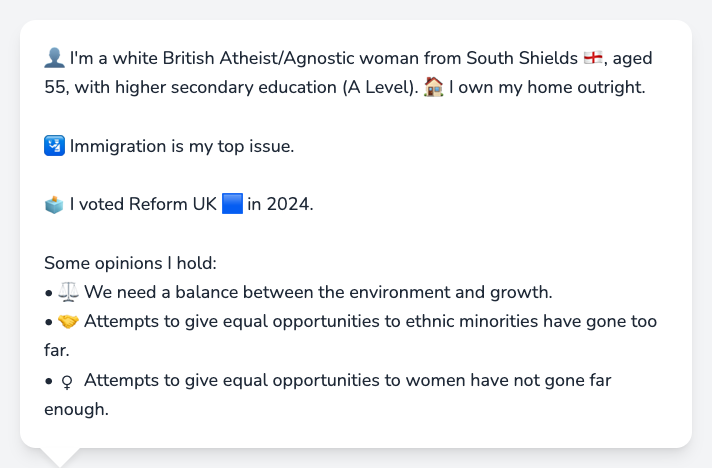 👤 I'm a white British Atheist/Agnostic woman from South Shields 🏴󠁧󠁢󠁥󠁮󠁧󠁿, aged
55, with higher secondary education (A Level). 🏠 I own my home outright.
🛂 Immigration is my top issue.
🗳️ I voted Reform UK 🟦 in 2024.
Some opinions I hold:
• ⚖️ We need a balance between the environment and growth.
• 🤝 Attempts to give equal opportunities to ethnic minorities have gone too
far.
• ♀ Attempts to give equal opportunities to women have not gone far
enough.